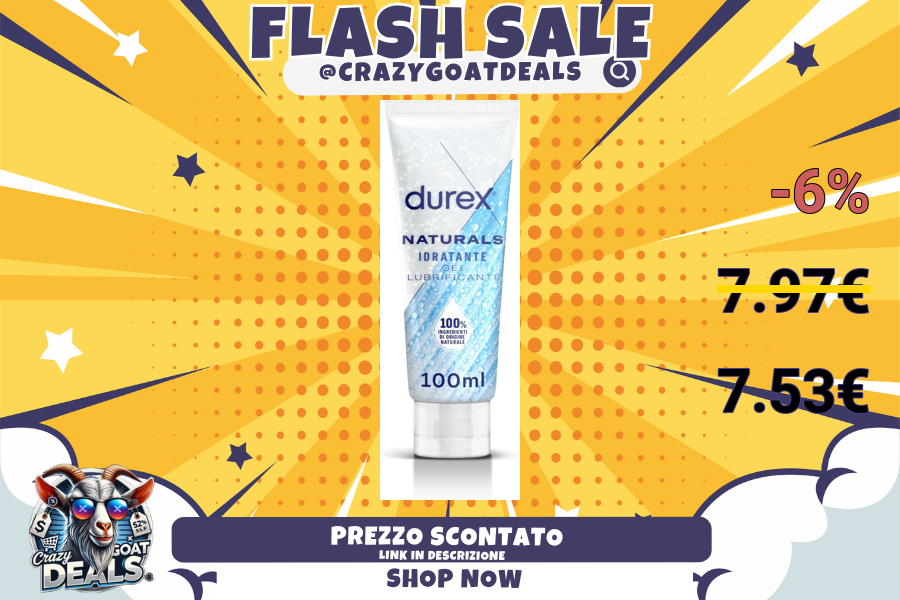 FLASH SALE
@CRAZYGOATDEALS
durex
NATURALS
IDRATANTE
GEL
LUBRIFICANTE
100%
INGREDIENTI
DI ORIGINE
NATURALE
100ml
-6%
7.97€
7.53€
$
52%
Crazy
GOAT
DEALS
PREZZO SCONTATO
LINK IN DESCRIZIONE
SHOP NOW